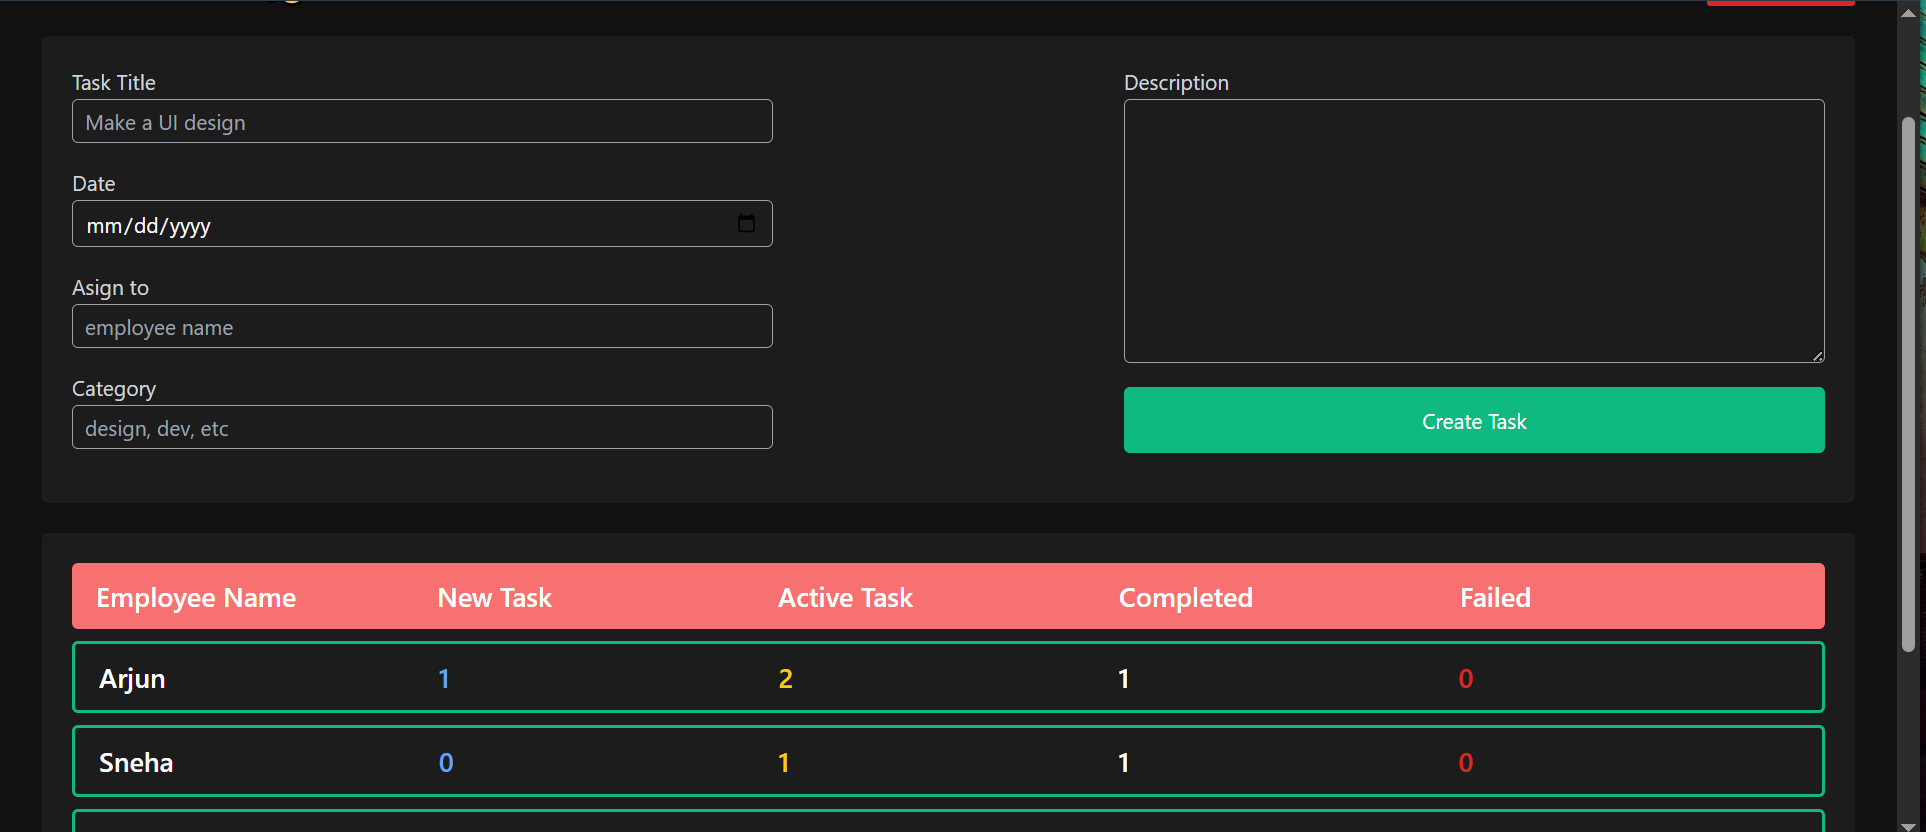 Task Title
Make a UI design
Date
mm/dd/yyyy
Asign to
employee name
Category
design, dev, etc
Description
Create Task
Employee Name New Task Active Task Completed Failed
Arjun 1 2 1 0
Sneha 0 1 1 0